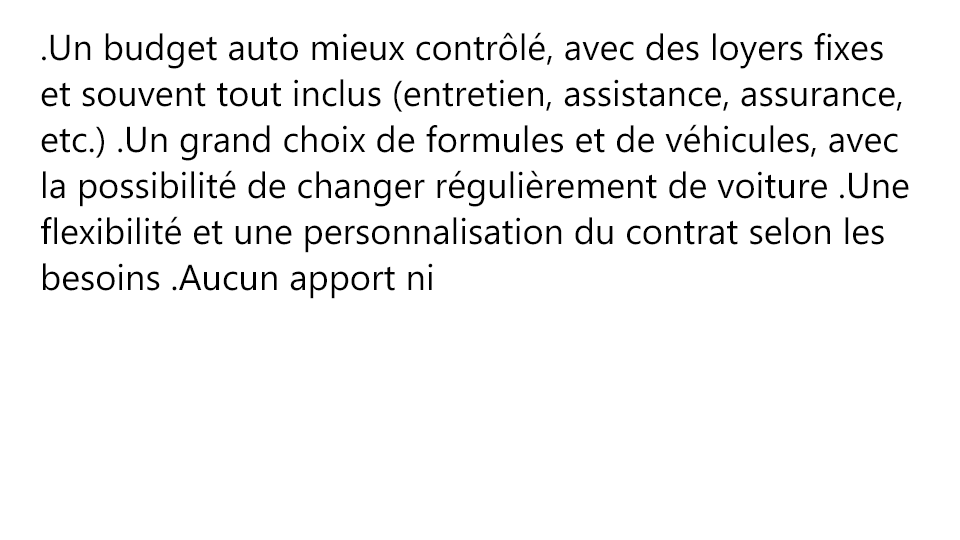 .Un budget auto mieux contrôlé, avec des loyers fixes
et souvent tout inclus (entretien, assistance, assurance,
etc.) .Un grand choix de formules et de véhicules, avec
la possibilité de changer régulièrement de voiture .Une
flexibilité et une personnalisation du contrat selon les
besoins .Aucun apport ni